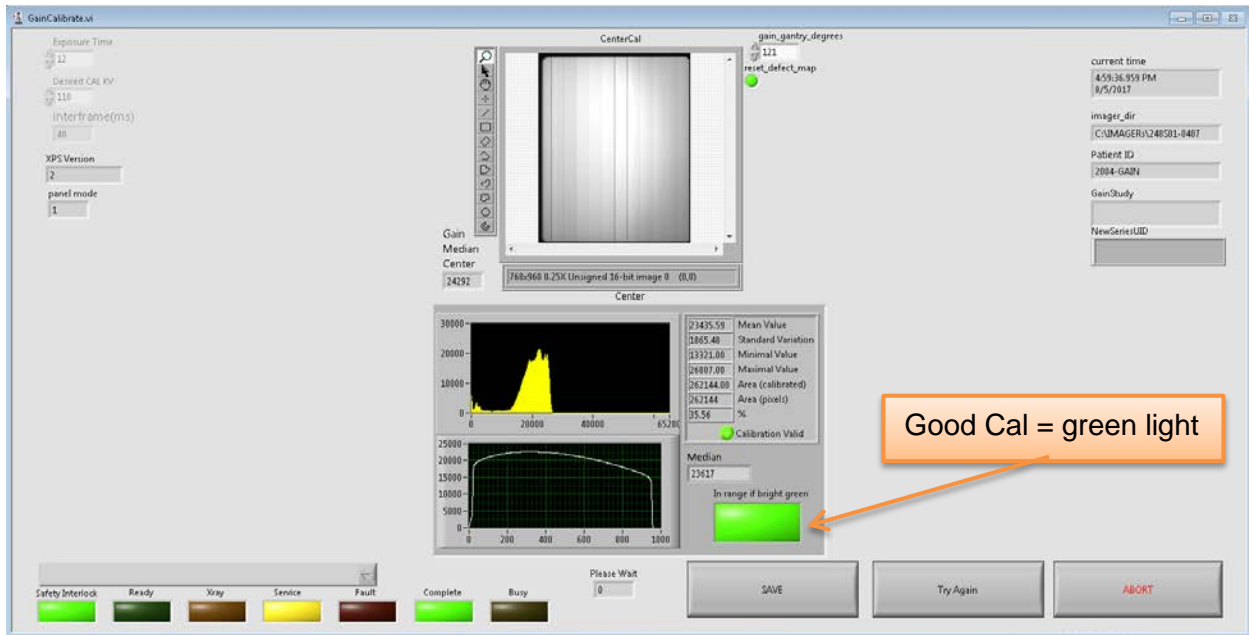 GainCalibrate.vi
Exposure Time
12
Desired CAL KV
110
interframe(ms)
40
XPS Version
2
panel mode
1
CenterCal
gain_gantry_degrees
121
reset_defect_map
Gain
Median
Center
24292
768x960 0.25X Unsigned 16-bit image 0 (0,0)
current time
4:59:36.959 PM
8/5/2017
imager_dir
C:\IMAGERs\248S01-0407
Patient ID
2004-GAIN
GainStudy
NewSeriesUID
Center
30000
20000
10000
0
0 20000 40000 65280
23435.59 Mean Value
1865.40 Standard Variation
13321.00 Minimal Value
26807.00 Maximal Value
262144.00 Area (calibrated)
262144 Area (pixels)
35.56 %
Calibration Valid
25000
20000
15000
10000
5000
0
0 200 400 600 800 1000
Median
23617
In range if bright green
Good Cal = green light
Safety Interlock Ready Xray Service Fault Complete Busy
Please Wait
0
SAVE
Try Again
ABORT